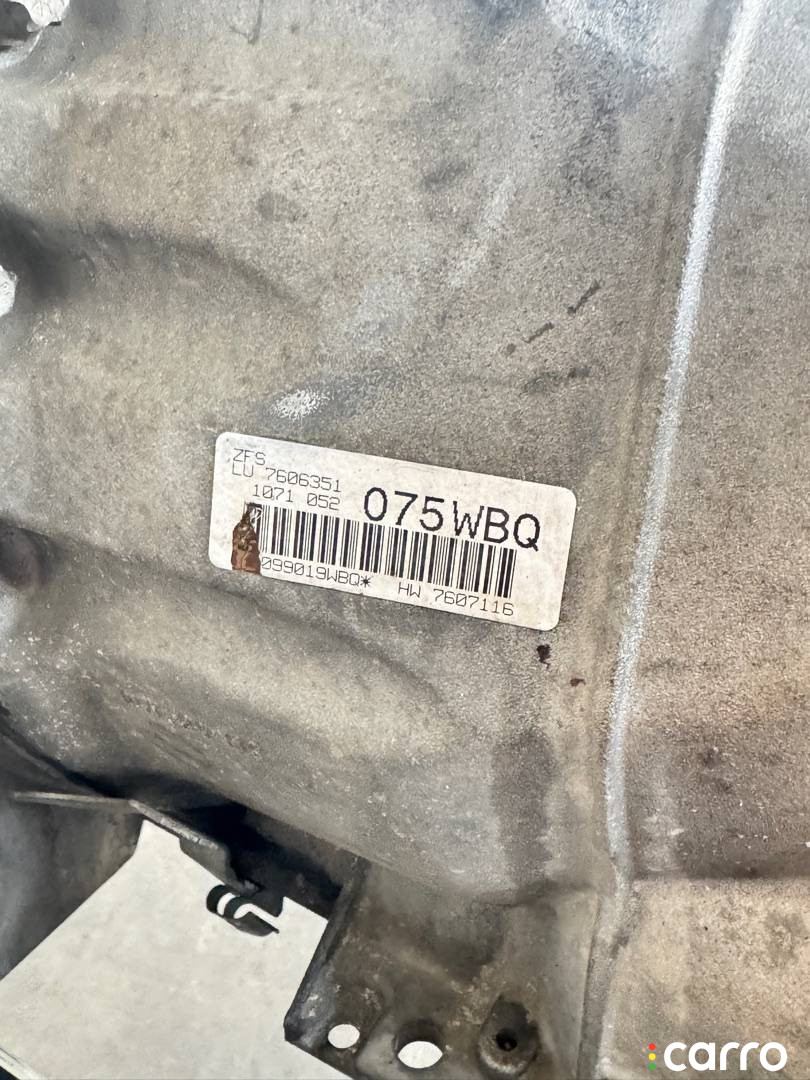 ZFS
LU 7606351
1071 052
075WBQ
099019WBQ* HW 7607116
carro